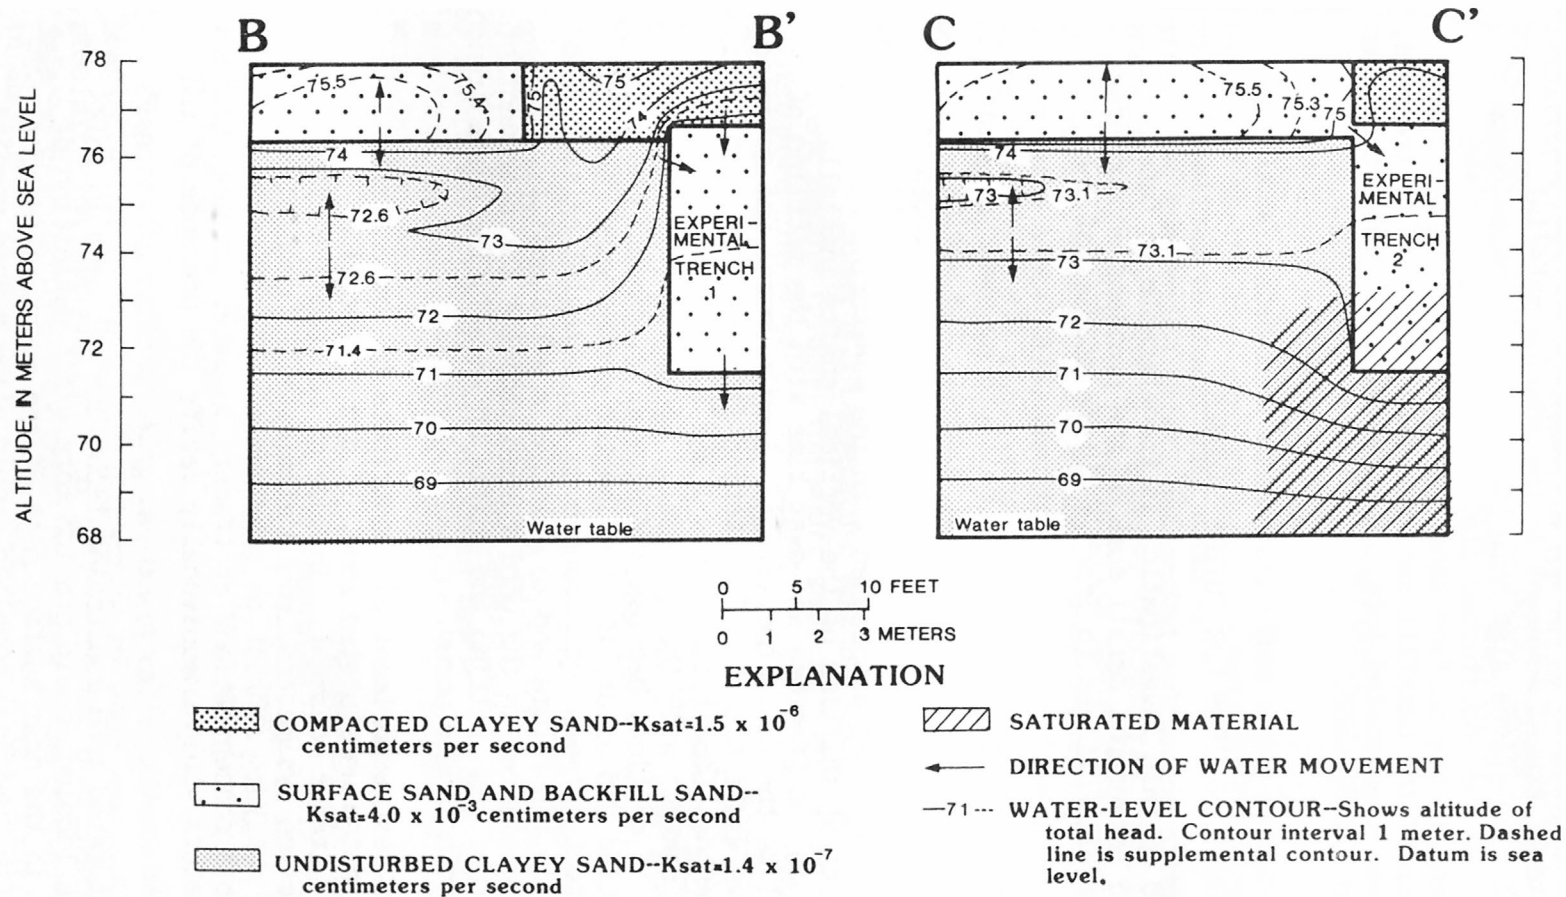 B
B'
C
C'
ALTITUDE, IN METERS ABOVE SEA LEVEL
78
76
74
72
70
68
75.5
75.4
75
75
74
74
72.6
73
72.6
72
71.4
71
70
69
EXPERI-
MENTAL
TRENCH
1
Water table
75.5
75.3
75
74
73
73.1
73.1
73
72
71
70
69
EXPERI-
MENTAL
TRENCH
2
Water table
0 5 10 FEET
0 1 2 3 METERS
EXPLANATION
COMPACTED CLAYEY SAND--Ksat=1.5 x 10⁻⁶
centimeters per second
SURFACE SAND AND BACKFILL SAND--
Ksat=4.0 x 10⁻³ centimeters per second
UNDISTURBED CLAYEY SAND--Ksat=1.4 x 10⁻⁷
centimeters per second
SATURATED MATERIAL
DIRECTION OF WATER MOVEMENT
—71--- WATER-LEVEL CONTOUR--Shows altitude of
total head. Contour interval 1 meter. Dashed
line is supplemental contour. Datum is sea
level.